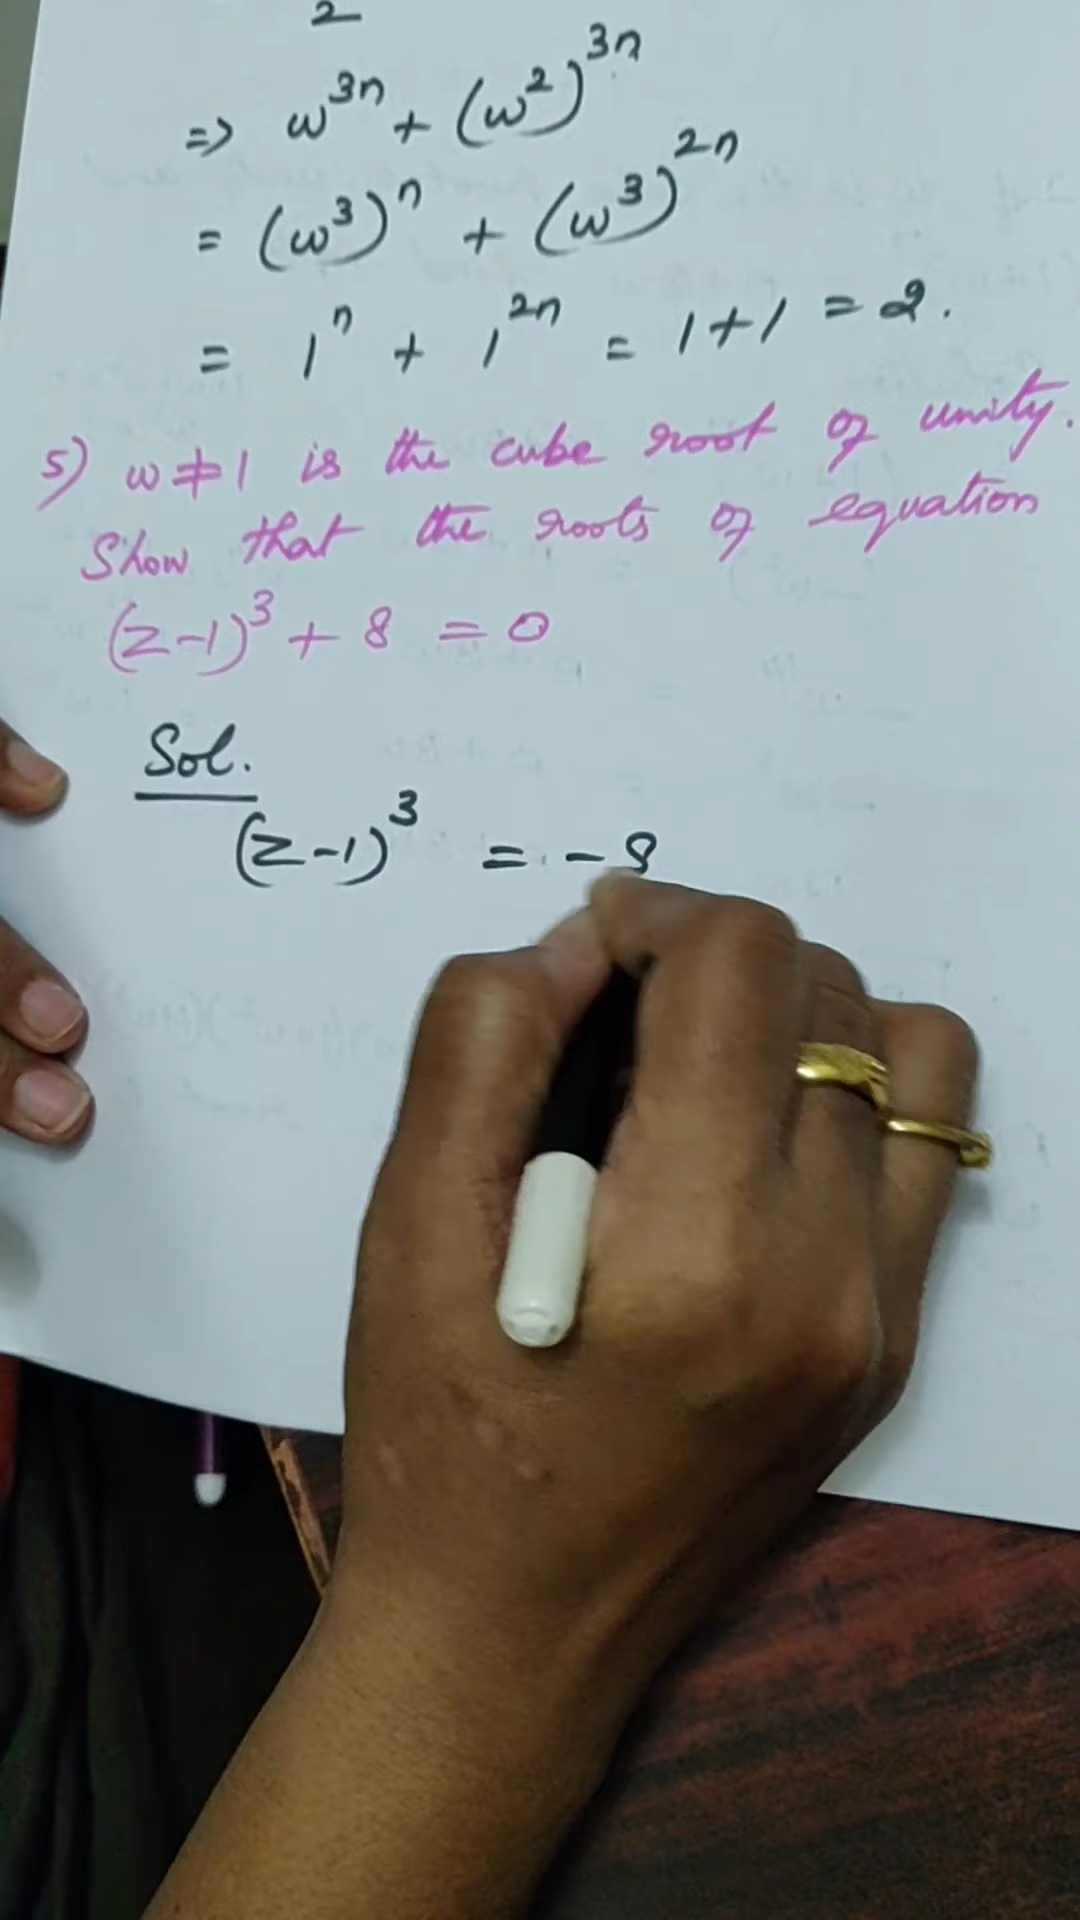 2
=> ω^3n + (ω^2)^3n
= (ω^3)^n + (ω^3)^2n
= 1^n + 1^2n = 1+1 = 2.
5) ω≠1 is the cube root of unity.
Show that the roots of equation
(z-1)^3 + 8 = 0
Sol.
(z-1)^3 = -8